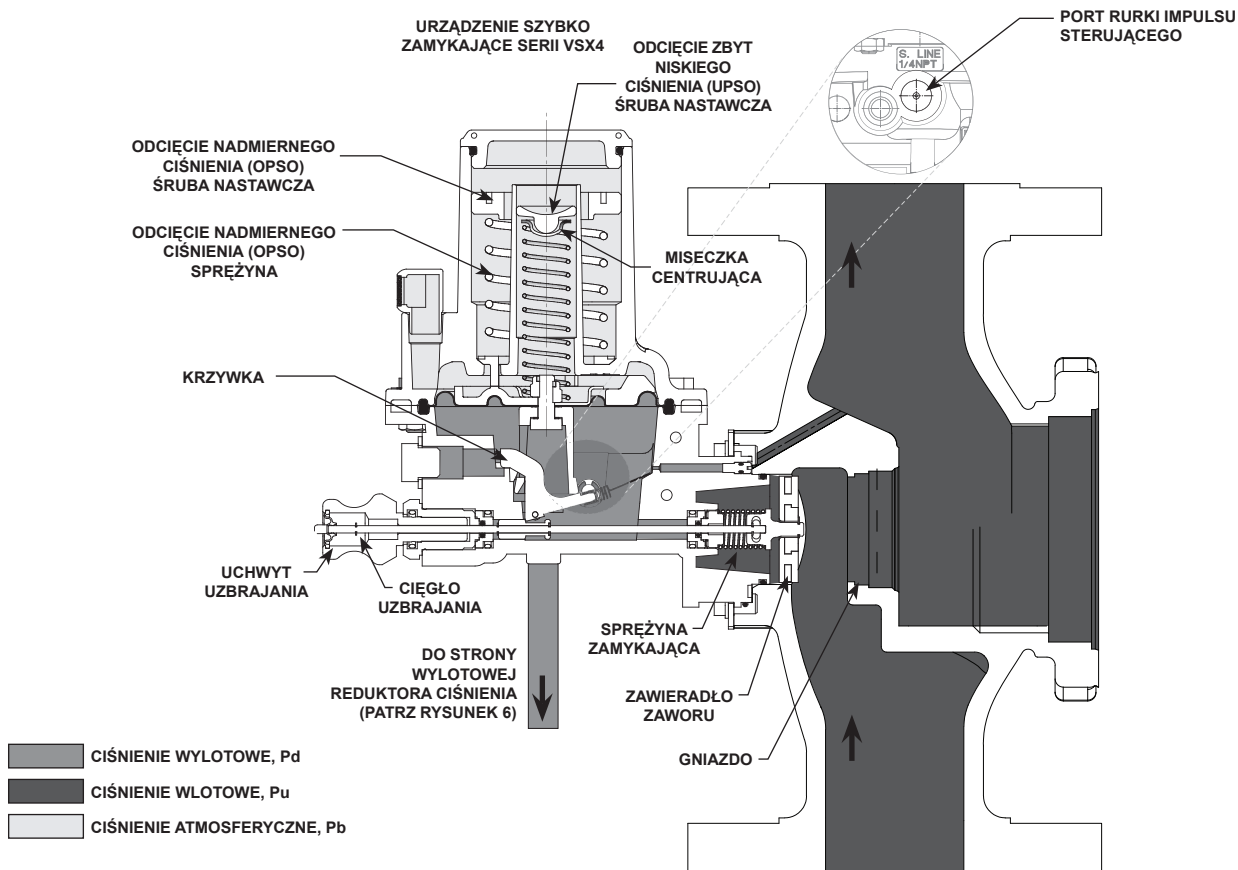 URZĄDZENIE SZYBKO
ZAMYKAJĄCE SERII VSX4
ODCIĘCIE ZBYT
NISKIEGO
CIŚNIENIA (UPSO)
ŚRUBA NASTAWCZA
PORT RURKI IMPULSU
STERUJĄCEGO
S. LINE
1/4NPT
ODCIĘCIE NADMIERNEGO
CIŚNIENIA (OPSO)
ŚRUBA NASTAWCZA
ODCIĘCIE NADMIERNEGO
CIŚNIENIA (OPSO)
SPRĘŻYNA
MISECZKA
CENTRUJĄCA
KRZYWKA
UCHWYT
UZBRAJANIA
CIĘGŁO
UZBRAJANIA
SPRĘŻYNA
ZAMYKAJĄCA
DO STRONY
WYLOTOWEJ
REDUKTORA CIŚNIENIA
(PATRZ RYSUNEK 6)
ZAWIERADŁO
ZAWORU
GNIAZDO
CIŚNIENIE WYLOTOWE, Pd
CIŚNIENIE WLOTOWE, Pu
CIŚNIENIE ATMOSFERYCZNE, Pb